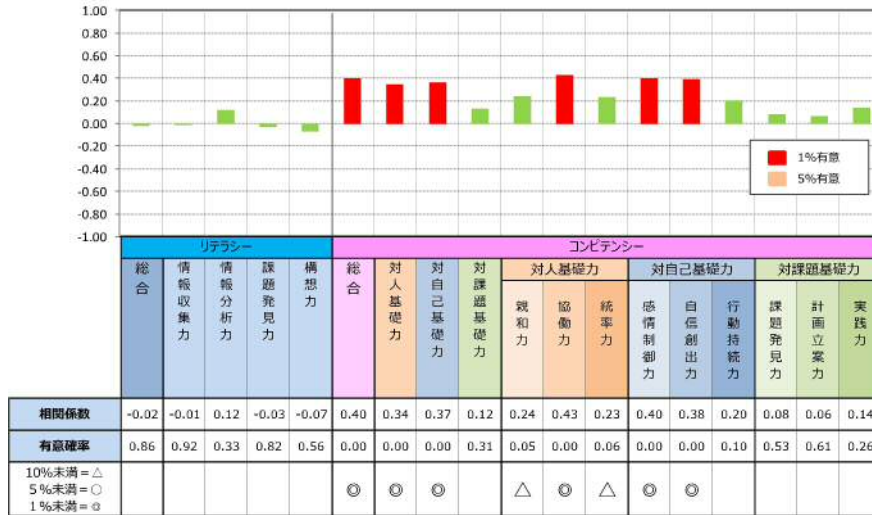 1.00
0.80
0.60
0.40
0.20
0.00
-0.20
-0.40
-0.60
-0.80
-1.00
1%有意
5%有意
リテラシー コンピテンシー
総合 情報収集力 情報分析力 課題発見力 構想力 総合 対人基礎力 対自己基礎力 対課題基礎力 対人基礎力 対自己基礎力 対課題基礎力
親和力 協働力 統率力 感情制御力 自信創出力 行動持続力 課題発見力 計画立案力 実践力
相関係数 -0.02 -0.01 0.12 -0.03 -0.07 0.40 0.34 0.37 0.12 0.24 0.43 0.23 0.40 0.38 0.20 0.08 0.06 0.14
有意確率 0.86 0.92 0.33 0.82 0.56 0.00 0.00 0.00 0.31 0.05 0.00 0.06 0.00 0.00 0.10 0.53 0.61 0.26
10%未満=△
5%未満=○ ◎ ◎ ◎ △ ◎ △ ◎ ◎
1%未満=◎